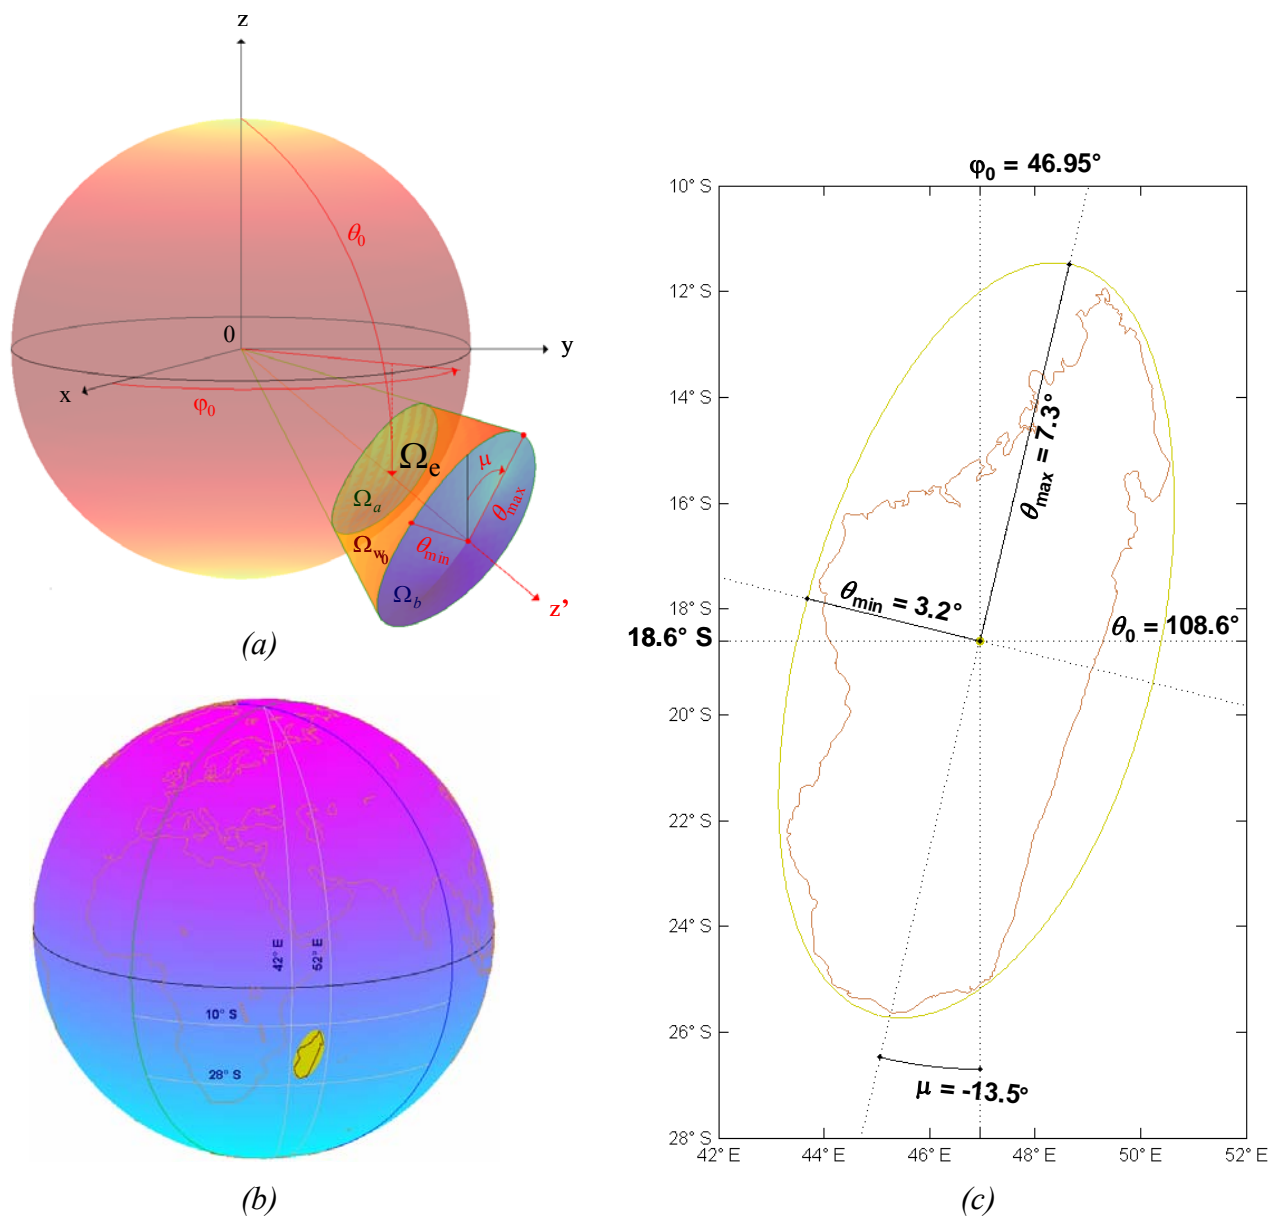 z
θ₀
0
y
x
φ₀
Ωₑ
μ
θmax
Ωₐ
Ωw₀
θmin
Ω_b
z’
(a)
42° E
52° E
10° S
28° S
(b)
φ₀ = 46.95°
10° S
12° S
14° S
16° S
18° S
18.6° S
20° S
22° S
24° S
26° S
28° S
θmax = 7.3°
θmin = 3.2°
θ₀ = 108.6°
μ = -13.5°
42° E 44° E 46° E 48° E 50° E 52° E
(c)